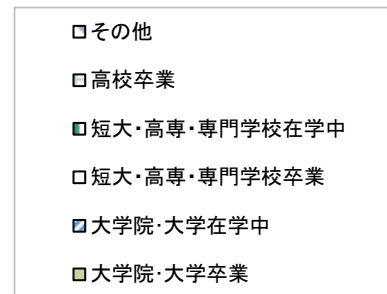 その他
高校卒業
短大・高専・専門学校在学中
短大・高専・専門学校卒業
大学院・大学在学中
大学院・大学卒業